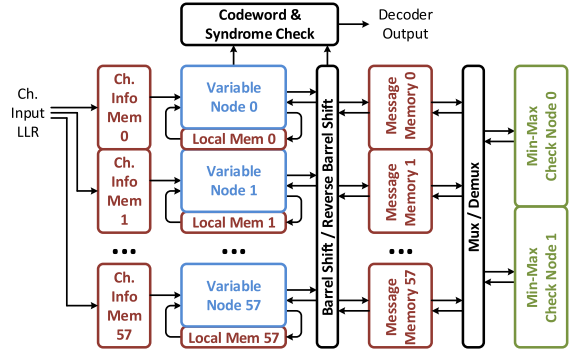 Codeword &
Syndrome Check
Decoder
Output
Ch.
Input
LLR
Ch.
Info
Mem
0
Variable
Node 0
Local Mem 0
Ch.
Info
Mem
1
Variable
Node 1
Local Mem 1
...
...
Ch.
Info
Mem
57
Variable
Node 57
Local Mem 57
Barrel Shift / Reverse Barrel Shift
Message
Memory 0
Message
Memory 1
...
Message
Memory 57
Mux / Demux
Min-Max
Check Node 0
Min-Max
Check Node 1